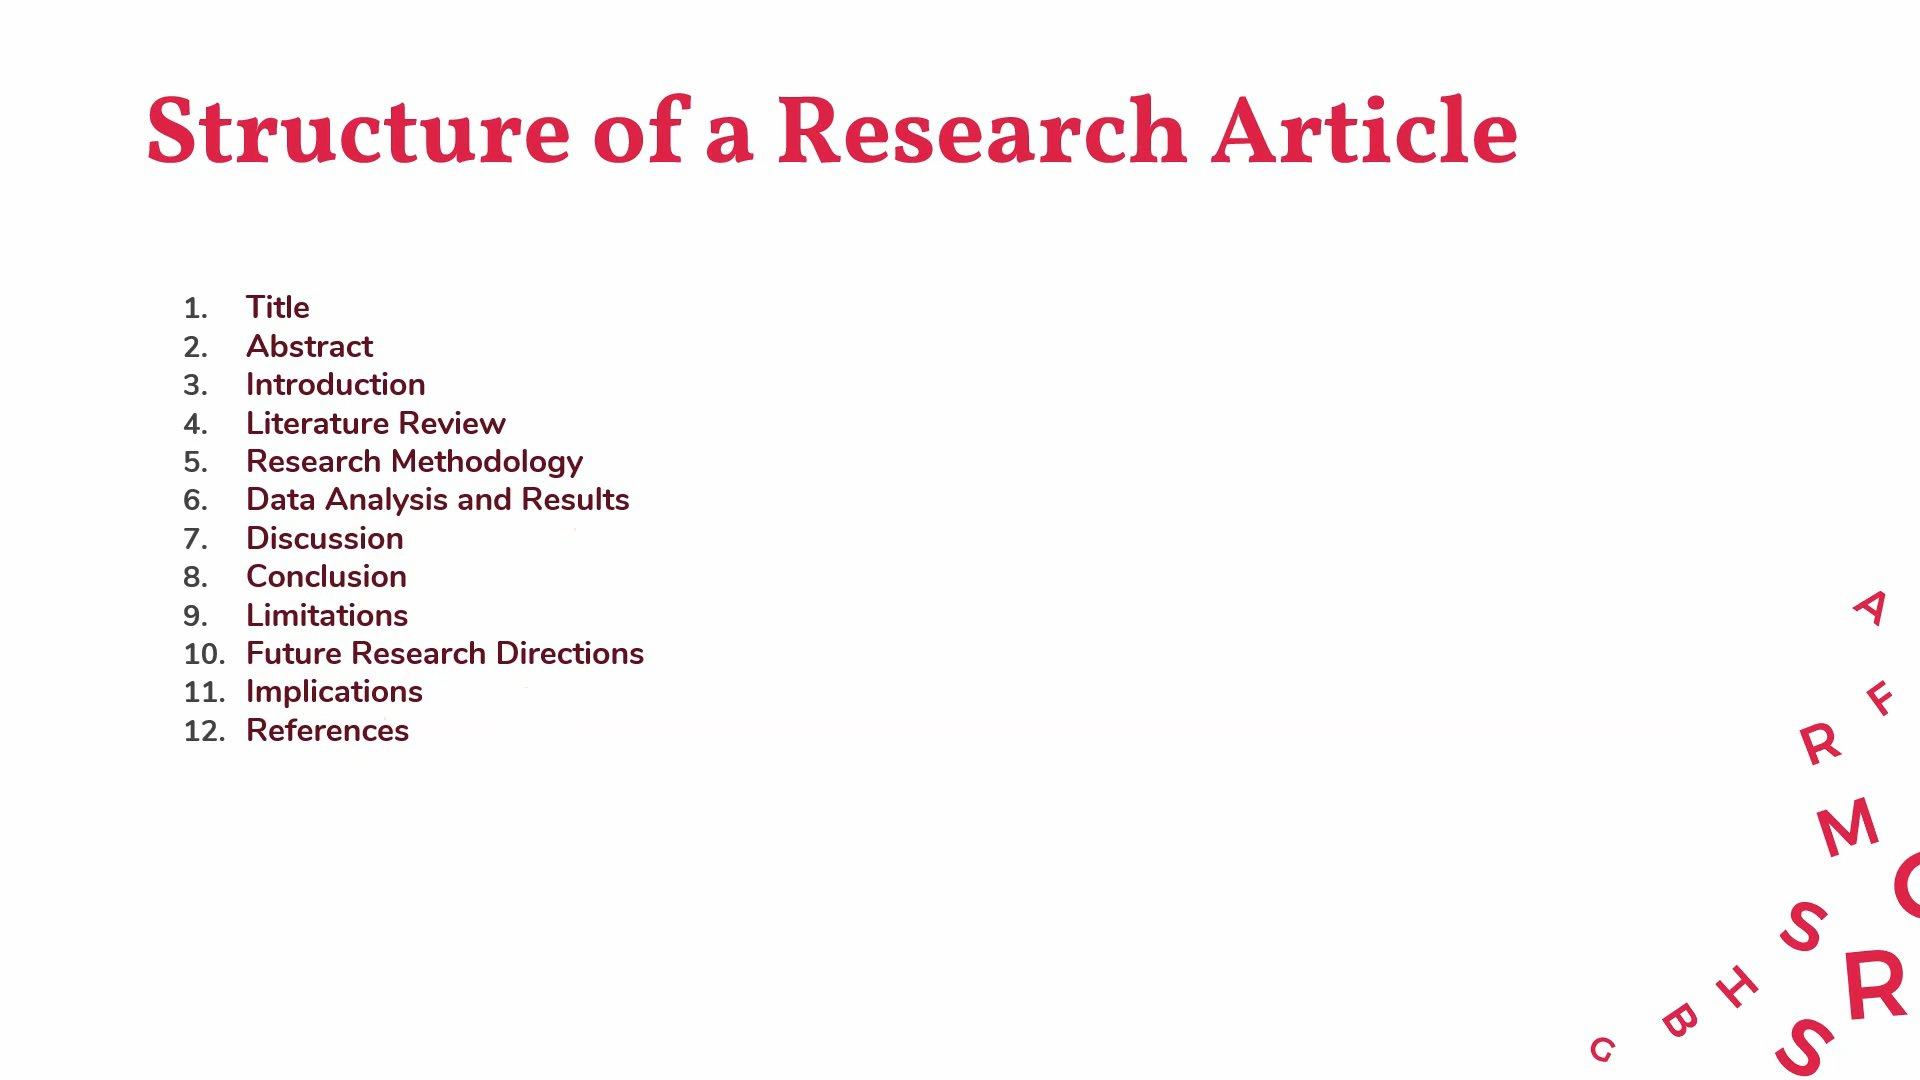 Structure of a Research Article
1. Title
2. Abstract
3. Introduction
4. Literature Review
5. Research Methodology
6. Data Analysis and Results
7. Discussion
8. Conclusion
9. Limitations
10. Future Research Directions
11. Implications
12. References
A
F
R
M
S
R
H
B
S
C